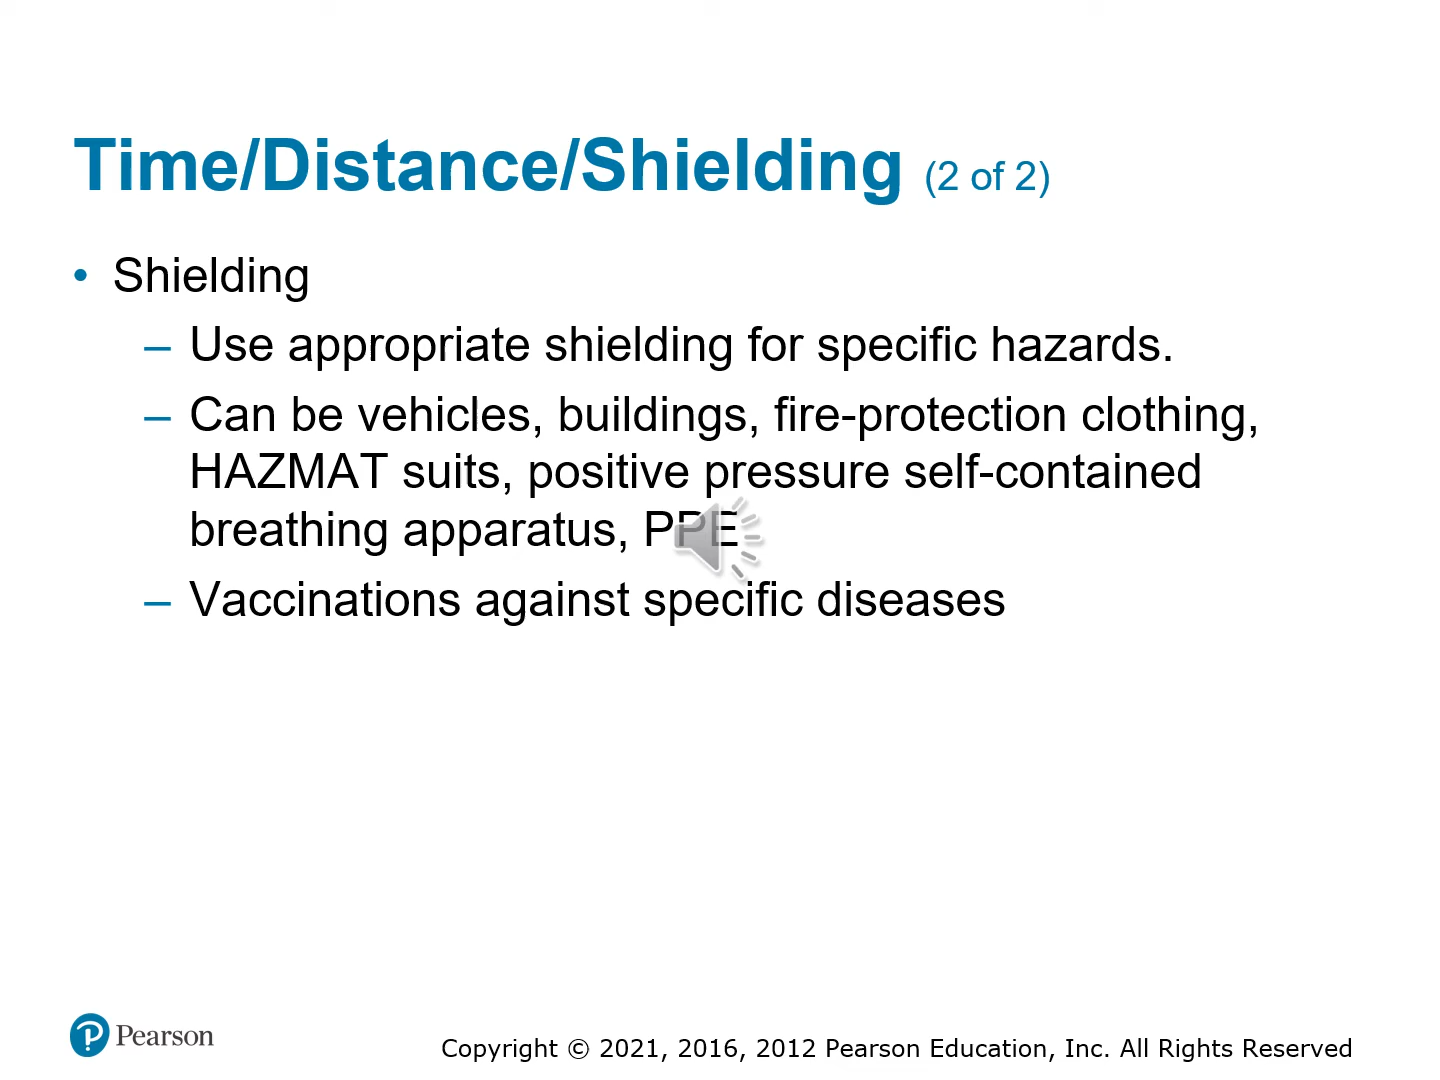 Time/Distance/Shielding (2 of 2)
• Shielding
– Use appropriate shielding for specific hazards.
– Can be vehicles, buildings, fire-protection clothing,
HAZMAT suits, positive pressure self-contained
breathing apparatus, PPE
– Vaccinations against specific diseases
Pearson
Copyright © 2021, 2016, 2012 Pearson Education, Inc. All Rights Reserved